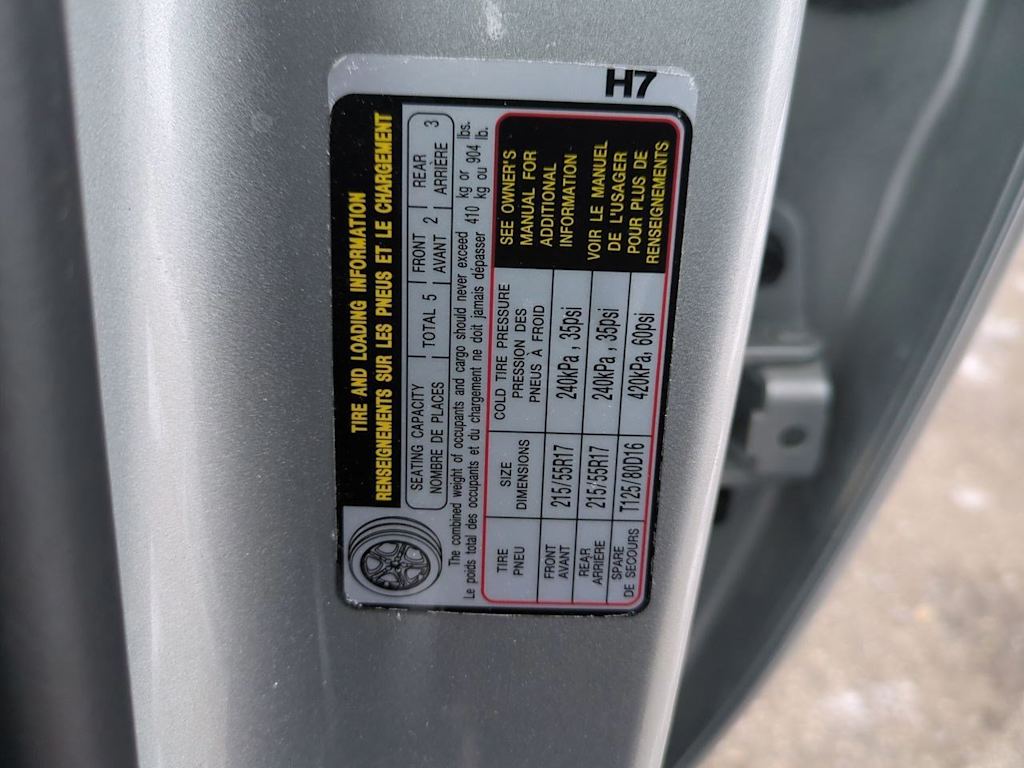 H7
TIRE AND LOADING INFORMATION
RENSEIGNEMENTS SUR LES PNEUS ET LE CHARGEMENT
SEATING CAPACITY
NOMBRE DE PLACES
TOTAL 5
FRONT
AVANT 2
REAR
ARRIÈRE 3
The combined weight of occupants and cargo should never exceed 410 kg or 904 lbs.
Le poids total des occupants et du chargement ne doit jamais dépasser 410 kg ou 904 lb.
TIRE
PNEU
SIZE
DIMENSIONS
COLD TIRE PRESSURE
PRESSION DES
PNEUS À FROID
FRONT
AVANT
215/55R17
240kPa, 35psi
REAR
ARRIÈRE
215/55R17
240kPa, 35psi
SPARE
DE SECOURS
T125/80D16
420kPa, 60psi
SEE OWNER'S
MANUAL FOR
ADDITIONAL
INFORMATION
VOIR LE MANUEL
DE L'USAGER
POUR PLUS DE
RENSEIGNEMENTS